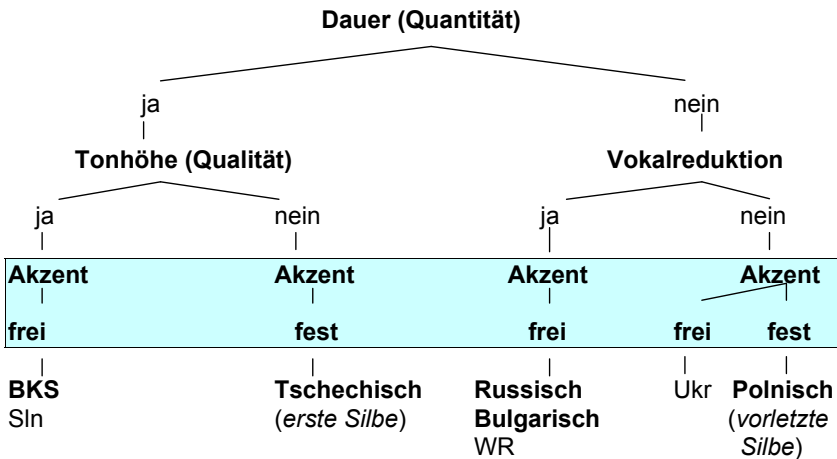 Dauer (Quantität)
ja nein
Tonhöhe (Qualität) Vokalreduktion
ja nein ja nein
Akzent Akzent Akzent Akzent
frei fest frei frei fest
BKS Tschechisch Russisch Ukr Polnisch
Sln (erste Silbe) Bulgarisch (vorletzte
WR Silbe)